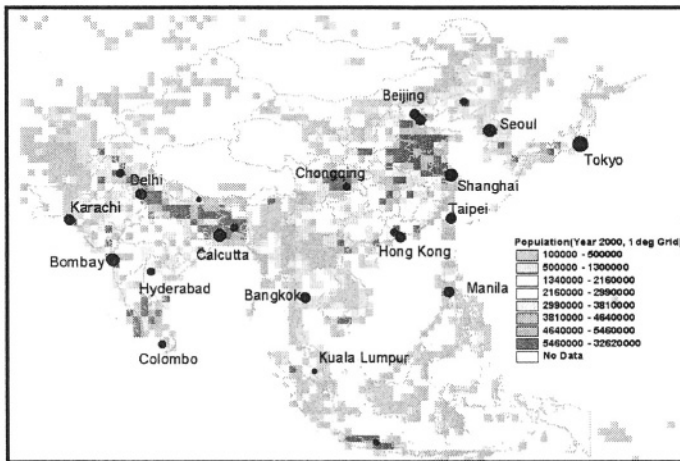 Beijing
Seoul
Tokyo
Chongqing
Shanghai
Delhi
Taipei
Karachi
Calcutta
Hong Kong
Bombay
Hyderabad
Bangkok
Manila
Colombo
Kuala Lumpur
Population(Year 2000, 1 deg Grid)
100000 - 500000
500000 - 1300000
1340000 - 2160000
2160000 - 2990000
2990000 - 3810000
3810000 - 4640000
4640000 - 5460000
5460000 - 32620000
No Data